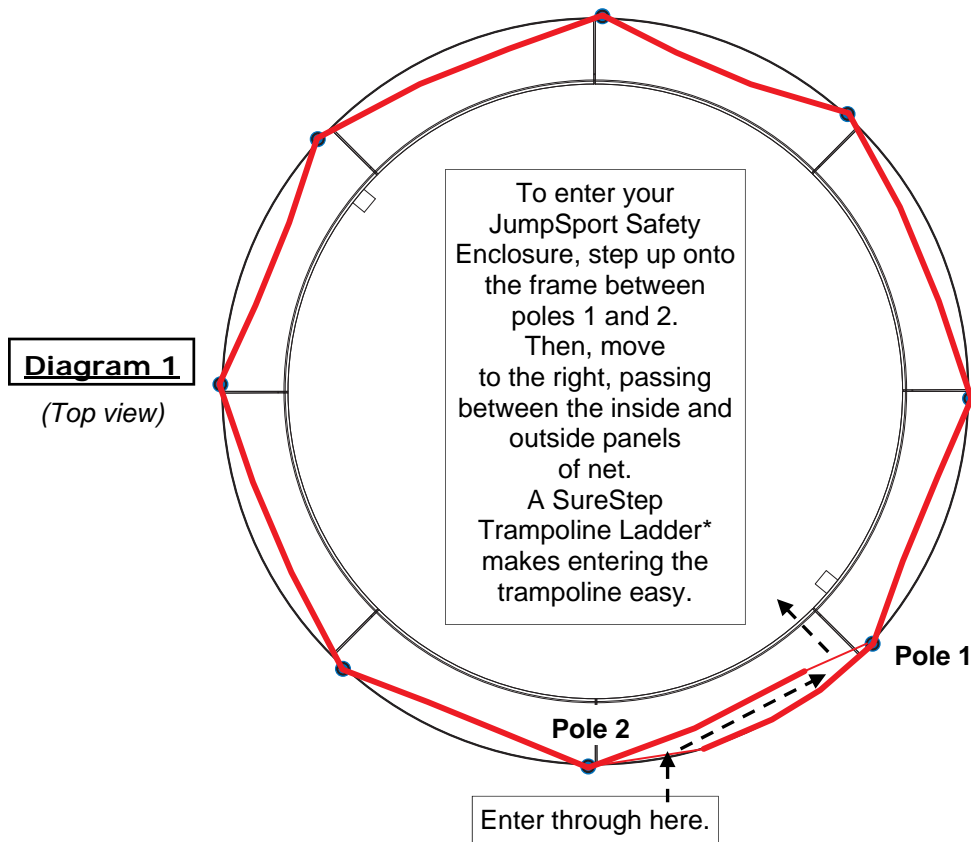 To enter your
JumpSport Safety
Enclosure, step up onto
the frame between
poles 1 and 2.
Then, move
to the right, passing
between the inside and
outside panels
of net.
A SureStep
Trampoline Ladder*
makes entering the
trampoline easy.
Diagram 1
(Top view)
Pole 1
Pole 2
Enter through here.